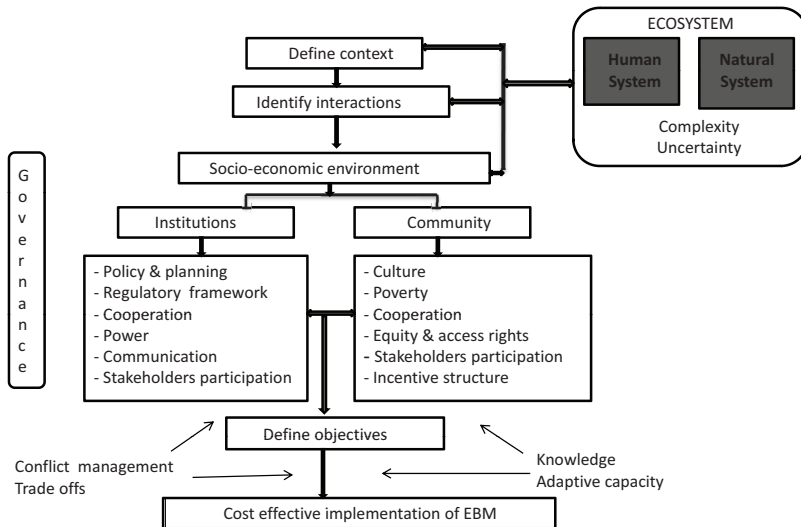 ECOSYSTEM
Human
System
Natural
System
Complexity
Uncertainty
Define context
Identify interactions
Socio-economic environment
Governance
Institutions
Community
- Policy & planning
- Regulatory framework
- Cooperation
- Power
- Communication
- Stakeholders participation
- Culture
- Poverty
- Cooperation
- Equity & access rights
- Stakeholders participation
- Incentive structure
Define objectives
Conflict management
Trade offs
Knowledge
Adaptive capacity
Cost effective implementation of EBM